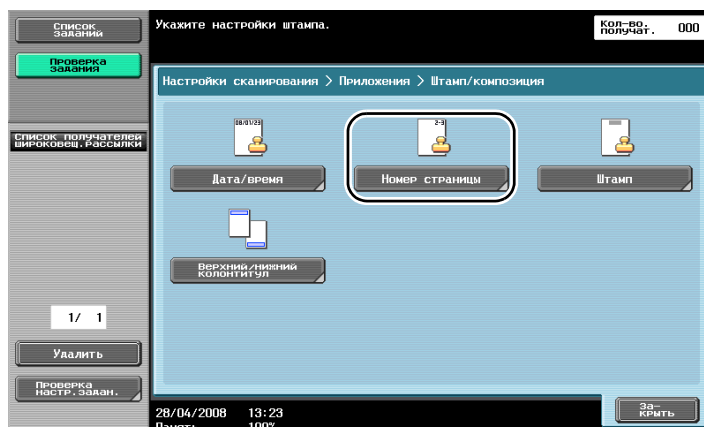 Список
заданий
Укажите настройки штампа.
Кол-во.
получат.
000
Проверка
задания
Настройки сканирования > Приложения > Штамп/композиция
Список получателей
широковещ.рассылки
08/01/23
2-3
Дата/время
Номер страницы
Штамп
Верхний/нижний
колонтитул
1/ 1
Удалить
Проверка
настр.задан.
28/04/2008 13:23
Память 100%
За-
крыть